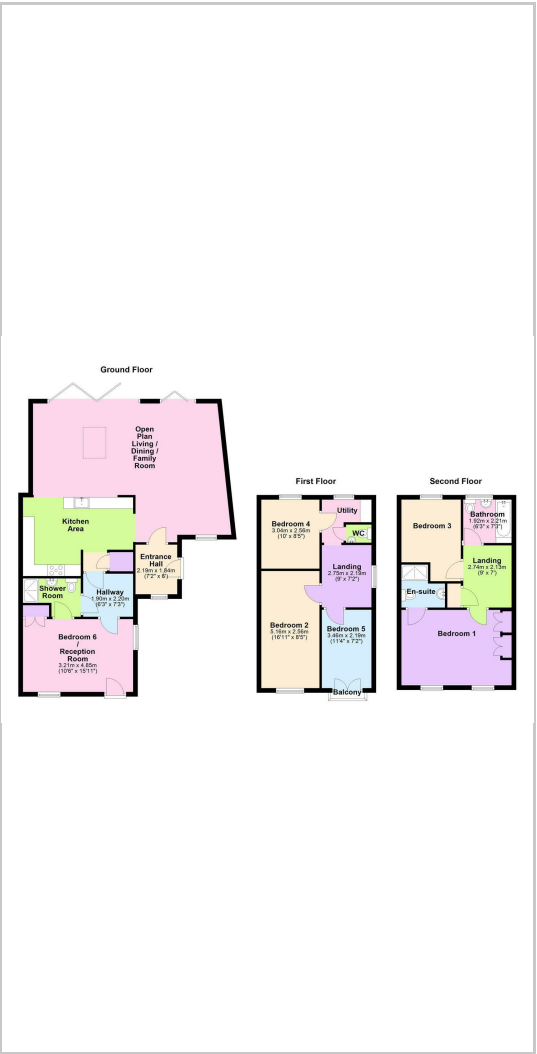 Ground Floor
Open
Plan
Living /
Dining /
Family
Room
Kitchen
Area
Entrance
Hall
2.19m x 1.84m
(7'2" x 6')
Shower
Room
Hallway
1.90m x 2.20m
(6'3" x 7'3")
Bedroom 6
/
Reception
Room
3.21m x 4.85m
(10'6" x 15'11")
First Floor
Bedroom 4
3.04m x 2.56m
(10' x 8'5")
Utility
WC
Landing
2.75m x 2.19m
(9' x 7'2")
Bedroom 2
5.16m x 2.56m
(16'11" x 8'5")
Bedroom 5
3.46m x 2.19m
(11'4" x 7'2")
Balcony
Second Floor
Bedroom 3
Bathroom
1.92m x 2.21m
(6'3" x 7'3")
Landing
2.74m x 2.13m
(9' x 7')
En-suite
Bedroom 1